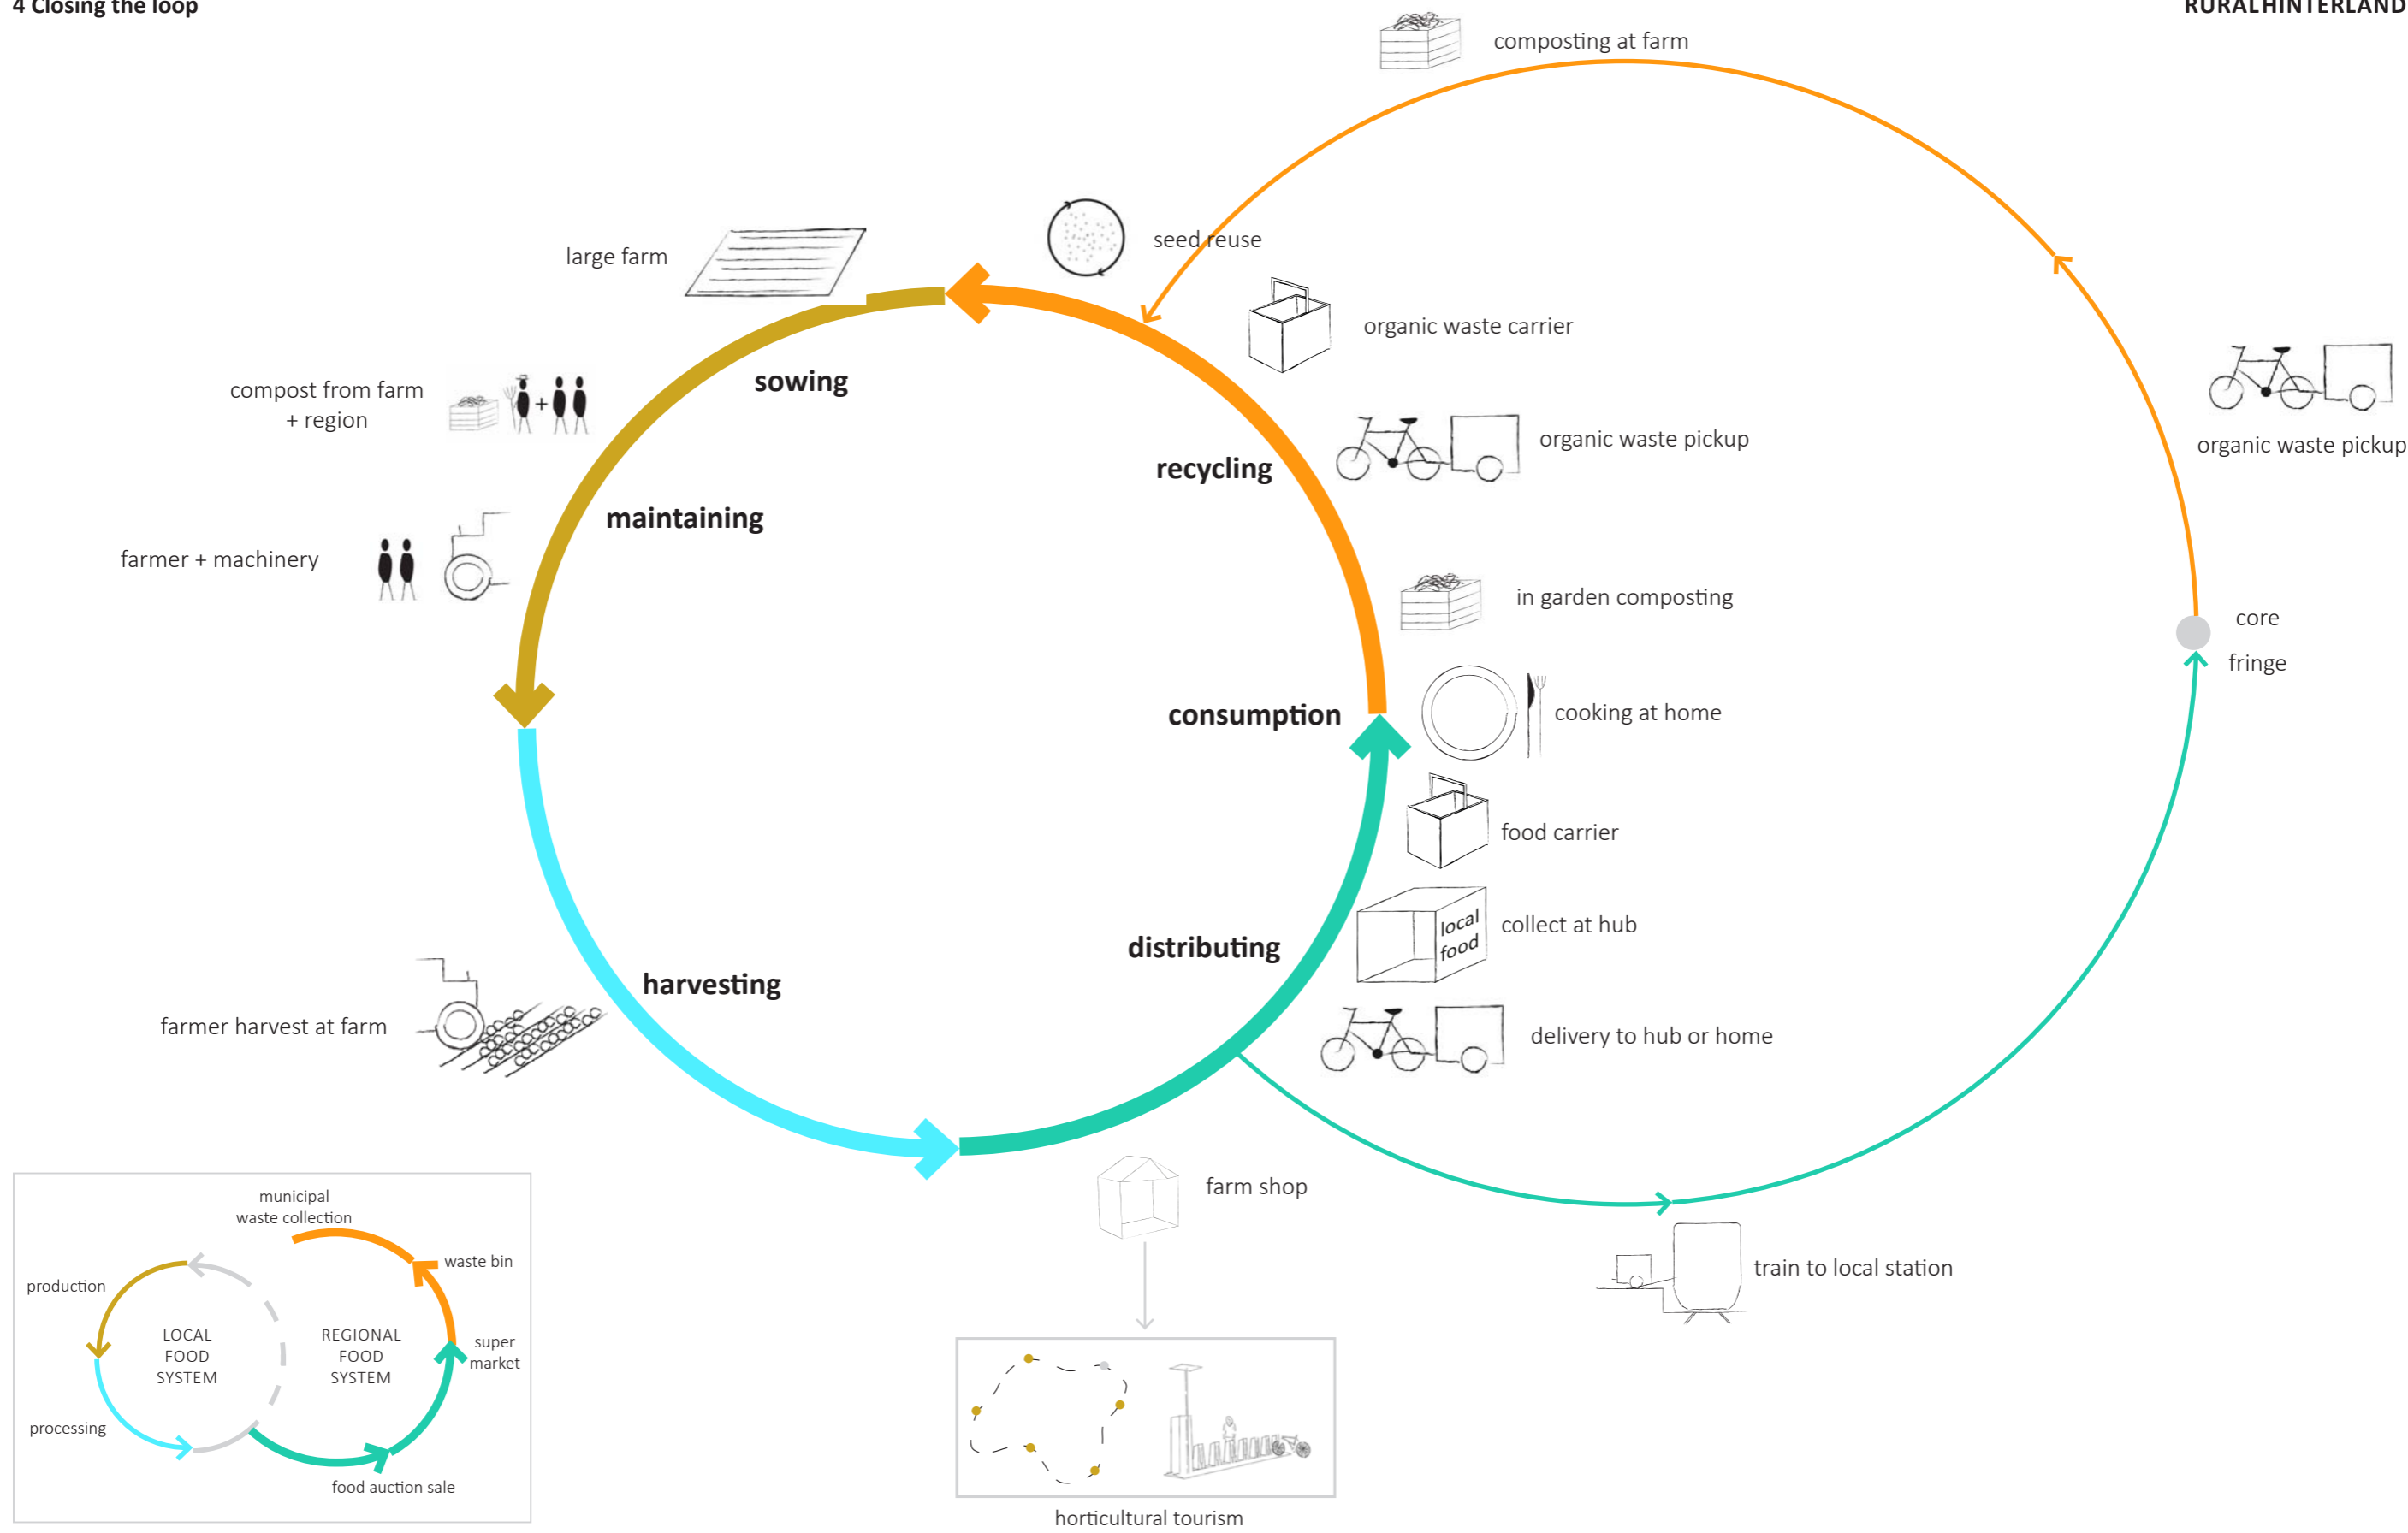 4 Closing the loop
RURAL HINTERLAND
composting at farm
seed reuse
large farm
organic waste carrier
sowing
compost from farm
+ region
+
organic waste pickup
organic waste pickup
recycling
maintaining
farmer + machinery
in garden composting
core
fringe
consumption
cooking at home
food carrier
local
food
collect at hub
distributing
harvesting
farmer harvest at farm
delivery to hub or home
farm shop
train to local station
municipal
waste collection
waste bin
production
LOCAL
FOOD
SYSTEM
REGIONAL
FOOD
SYSTEM
super
market
processing
food auction sale
horticultural tourism